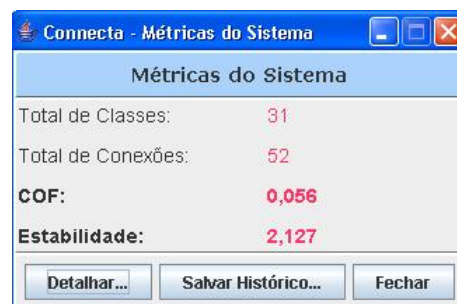 Connecta - Métricas do Sistema
Métricas do Sistema
Total de Classes: 31
Total de Conexões: 52
COF: 0,056
Estabilidade: 2,127
Detalhar... Salvar Histórico... Fechar